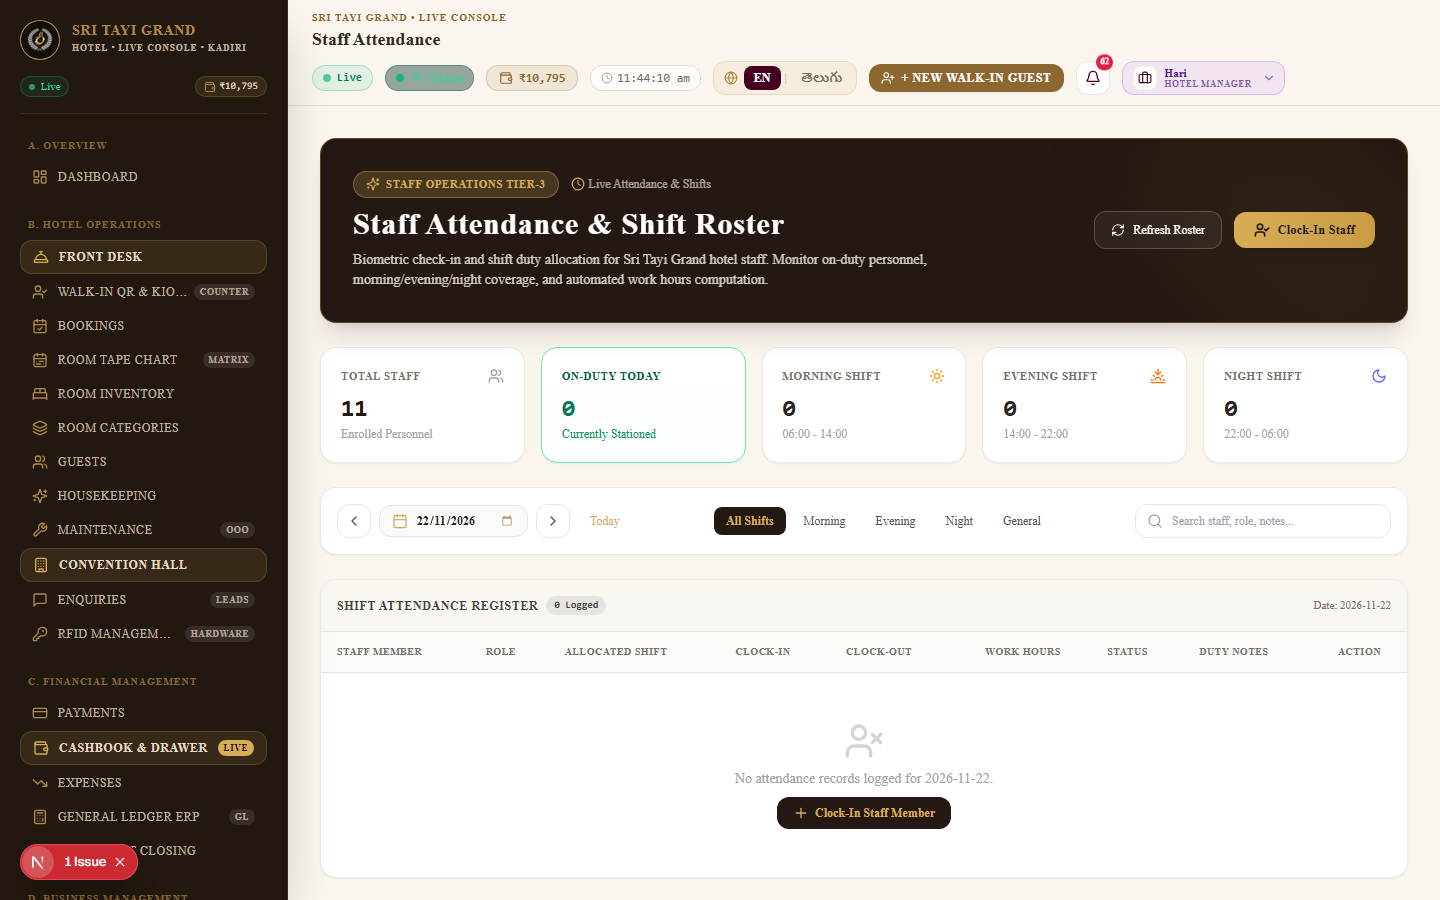 SRI TAYI GRAND
HOTEL • LIVE CONSOLE • KADIRI
Live
₹10,795
A. OVERVIEW
DASHBOARD
B. HOTEL OPERATIONS
FRONT DESK
WALK-IN QR & KIO... COUNTER
BOOKINGS
ROOM TAPE CHART MATRIX
ROOM INVENTORY
ROOM CATEGORIES
GUESTS
HOUSEKEEPING
MAINTENANCE OOO
CONVENTION HALL
ENQUIRIES LEADS
RFID MANAGEM... HARDWARE
C. FINANCIAL MANAGEMENT
PAYMENTS
CASHBOOK & DRAWER LIVE
EXPENSES
GENERAL LEDGER ERP GL
CLOSING
1 Issue
D. BUSINESS MANAGEMENT
SRI TAYI GRAND • LIVE CONSOLE
Staff Attendance
Live
₹10,795
11:44:10 am
EN
తెలుగు
+ NEW WALK-IN GUEST
62
Hari
HOTEL MANAGER
STAFF OPERATIONS TIER-3
Live Attendance & Shifts
Staff Attendance & Shift Roster
Biometric check-in and shift duty allocation for Sri Tayi Grand hotel staff. Monitor on-duty personnel,
morning/evening/night coverage, and automated work hours computation.
Refresh Roster
Clock-In Staff
TOTAL STAFF
11
Enrolled Personnel
ON-DUTY TODAY
0
Currently Stationed
MORNING SHIFT
0
06:00 - 14:00
EVENING SHIFT
0
14:00 - 22:00
NIGHT SHIFT
0
22:00 - 06:00
22/11/2026
Today
All Shifts
Morning
Evening
Night
General
Search staff, role, notes...
SHIFT ATTENDANCE REGISTER
0 Logged
Date: 2026-11-22
STAFF MEMBER ROLE ALLOCATED SHIFT CLOCK-IN CLOCK-OUT WORK HOURS STATUS DUTY NOTES ACTION
No attendance records logged for 2026-11-22.
Clock-In Staff Member